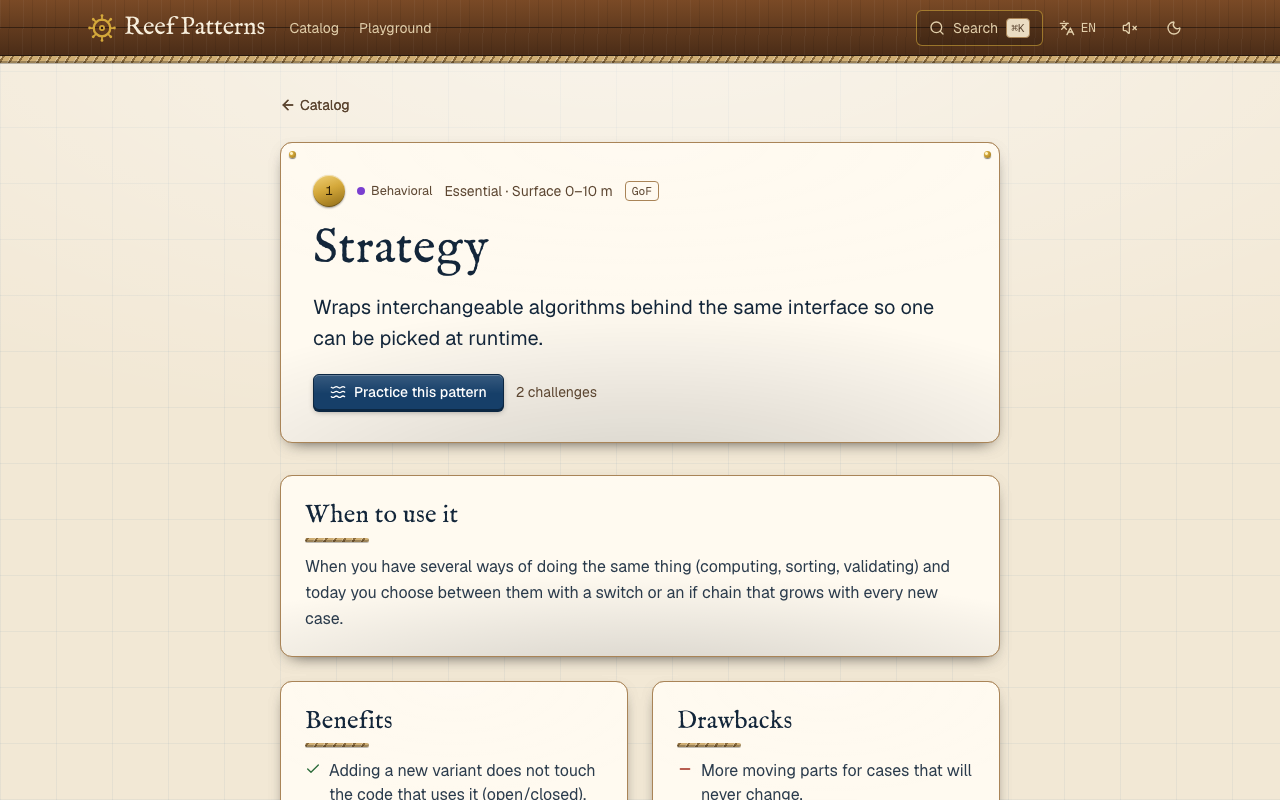 Reef Patterns
Catalog
Playground
Search ⌘K
EN
← Catalog
1
Behavioral
Essential · Surface 0–10 m
GoF
Strategy
Wraps interchangeable algorithms behind the same interface so one
can be picked at runtime.
Practice this pattern
2 challenges
When to use it
When you have several ways of doing the same thing (computing, sorting, validating) and
today you choose between them with a switch or an if chain that grows with every new
case.
Benefits
Adding a new variant does not touch
the code that uses it (open/closed).
Drawbacks
More moving parts for cases that will
never change.